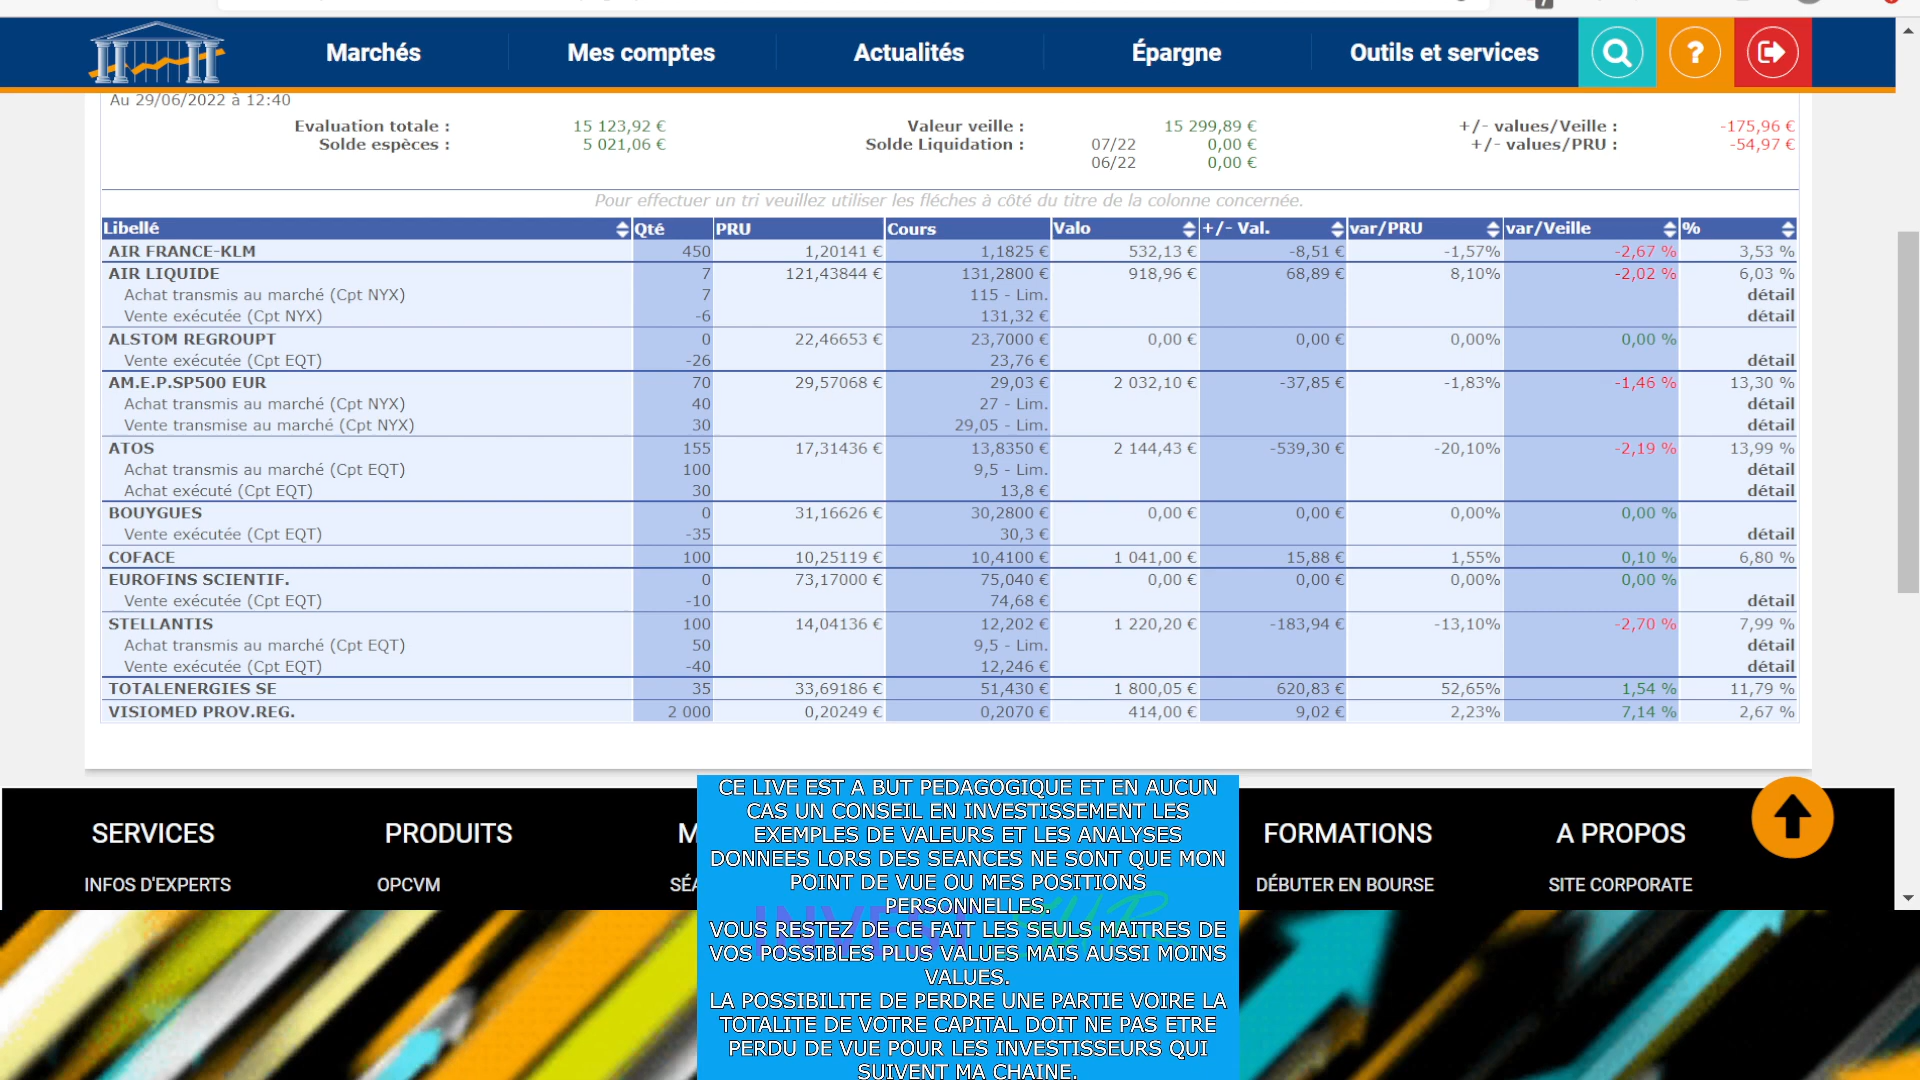 Marchés Mes comptes Actualités Épargne Outils et services ?
Au 29/06/2022 à 12:40
Evaluation totale : 15 123,92 € Valeur veille : 15 299,89 € +/- values/Veille : -175,96 €
Solde espèces : 5 021,06 € Solde Liquidation : 07/22 0,00 € +/- values/PRU : -54,97 €
06/22 0,00 €
Pour effectuer un tri veuillez utiliser les fléches à côté du titre de la colonne concernée.
Libellé Qté PRU Cours Valo +/- Val. var/PRU var/Veille %
AIR FRANCE-KLM 450 1,20141 € 1,1825 € 532,13 € -8,51 € -1,57% -2,67 % 3,53 %
AIR LIQUIDE 7 121,43844 € 131,2800 € 918,96 € 68,89 € 8,10% -2,02 % 6,03 %
Achat transmis au marché (Cpt NYX) 7 115 - Lim. détail
Vente exécutée (Cpt NYX) -6 131,32 € détail
ALSTOM REGROUPT 0 22,46653 € 23,7000 € 0,00 € 0,00 € 0,00% 0,00 %
Vente exécutée (Cpt EQT) -26 23,76 € détail
AM.E.P.SP500 EUR 70 29,57068 € 29,03 € 2 032,10 € -37,85 € -1,83% -1,46 % 13,30 %
Achat transmis au marché (Cpt NYX) 40 27 - Lim. détail
Vente transmise au marché (Cpt NYX) 30 29,05 - Lim. détail
ATOS 155 17,31436 € 13,8350 € 2 144,43 € -539,30 € -20,10% -2,19 % 13,99 %
Achat transmis au marché (Cpt EQT) 100 9,5 - Lim. détail
Achat exécuté (Cpt EQT) 30 13,8 € détail
BOUYGUES 0 31,16626 € 30,2800 € 0,00 € 0,00 € 0,00% 0,00 %
Vente exécutée (Cpt EQT) -35 30,3 € détail
COFACE 100 10,25119 € 10,4100 € 1 041,00 € 15,88 € 1,55% 0,10 % 6,80 %
EUROFINS SCIENTIF. 0 73,17000 € 75,040 € 0,00 € 0,00 € 0,00% 0,00 %
Vente exécutée (Cpt EQT) -10 74,68 € détail
STELLANTIS 100 14,04136 € 12,202 € 1 220,20 € -183,94 € -13,10% -2,70 % 7,99 %
Achat transmis au marché (Cpt EQT) 50 9,5 - Lim. détail
Vente exécutée (Cpt EQT) -40 12,246 € détail
TOTALENERGIES SE 35 33,69186 € 51,430 € 1 800,05 € 620,83 € 52,65% 1,54 % 11,79 %
VISIOMED PROV.REG. 2 000 0,20249 € 0,2070 € 414,00 € 9,02 € 2,23% 7,14 % 2,67 %
SERVICES PRODUITS M FORMATIONS A PROPOS
INFOS D'EXPERTS OPCVM SÉA DÉBUTER EN BOURSE SITE CORPORATE
CE LIVE EST A BUT PEDAGOGIQUE ET EN AUCUN
CAS UN CONSEIL EN INVESTISSEMENT LES
EXEMPLES DE VALEURS ET LES ANALYSES
DONNEES LORS DES SEANCES NE SONT QUE MON
POINT DE VUE OU MES POSITIONS
PERSONNELLES.
VOUS RESTEZ DE CE FAIT LES SEULS MAITRES DE
VOS POSSIBLES PLUS VALUES MAIS AUSSI MOINS
VALUES.
LA POSSIBILITE DE PERDRE UNE PARTIE VOIRE LA
TOTALITE DE VOTRE CAPITAL DOIT NE PAS ETRE
PERDU DE VUE POUR LES INVESTISSEURS QUI
SUIVENT MA CHAINE.